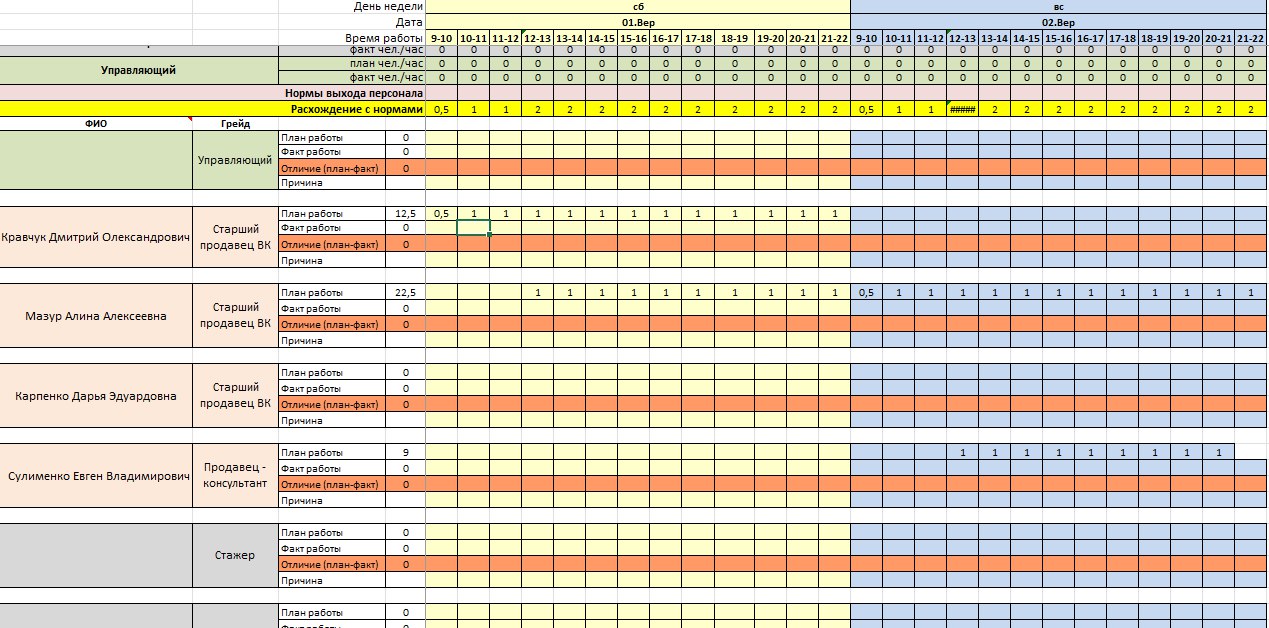 День недели сб вс
Дата 01.Вер 02.Вер
Время работы 9-10 10-11 11-12 12-13 13-14 14-15 15-16 16-17 17-18 18-19 19-20 20-21 21-22 9-10 10-11 11-12 12-13 13-14 14-15 15-16 16-17 17-18 18-19 19-20 20-21 21-22
факт чел./час 0 0 0 0 0 0 0 0 0 0 0 0 0 0 0 0 0 0 0 0 0 0 0 0 0 0
Управляющий
план чел./час 0 0 0 0 0 0 0 0 0 0 0 0 0 0 0 0 0 0 0 0 0 0 0 0 0 0
факт чел./час 0 0 0 0 0 0 0 0 0 0 0 0 0 0 0 0 0 0 0 0 0 0 0 0 0 0
Нормы выхода персонала
Расхождение с нормами 0,5 1 1 2 2 2 2 2 2 2 2 2 2 0,5 1 1 ##### 2 2 2 2 2 2 2 2 2
ФИО Грейд
Управляющий
План работы 0
Факт работы 0
Отличие (план-факт) 0
Причина
Кравчук Дмитрий Олександрович
Старший
продавец ВК
План работы 12,5 0,5 1 1 1 1 1 1 1 1 1 1 1 1
Факт работы 0
Отличие (план-факт) 0
Причина
Мазур Алина Алексеевна
Старший
продавец ВК
План работы 22,5 1 1 1 1 1 1 1 1 1 1 0,5 1 1 1 1 1 1 1 1 1 1 1 1
Факт работы 0
Отличие (план-факт) 0
Причина
Карпенко Дарья Эдуардовна
Старший
продавец ВК
План работы 0
Факт работы 0
Отличие (план-факт) 0
Причина
Сулименко Евген Владимирович
Продавец -
консультант
План работы 9 1 1 1 1 1 1 1 1 1
Факт работы 0
Отличие (план-факт) 0
Причина
Стажер
План работы 0
Факт работы 0
Отличие (план-факт) 0
Причина
План работы 0
Факт работы 0